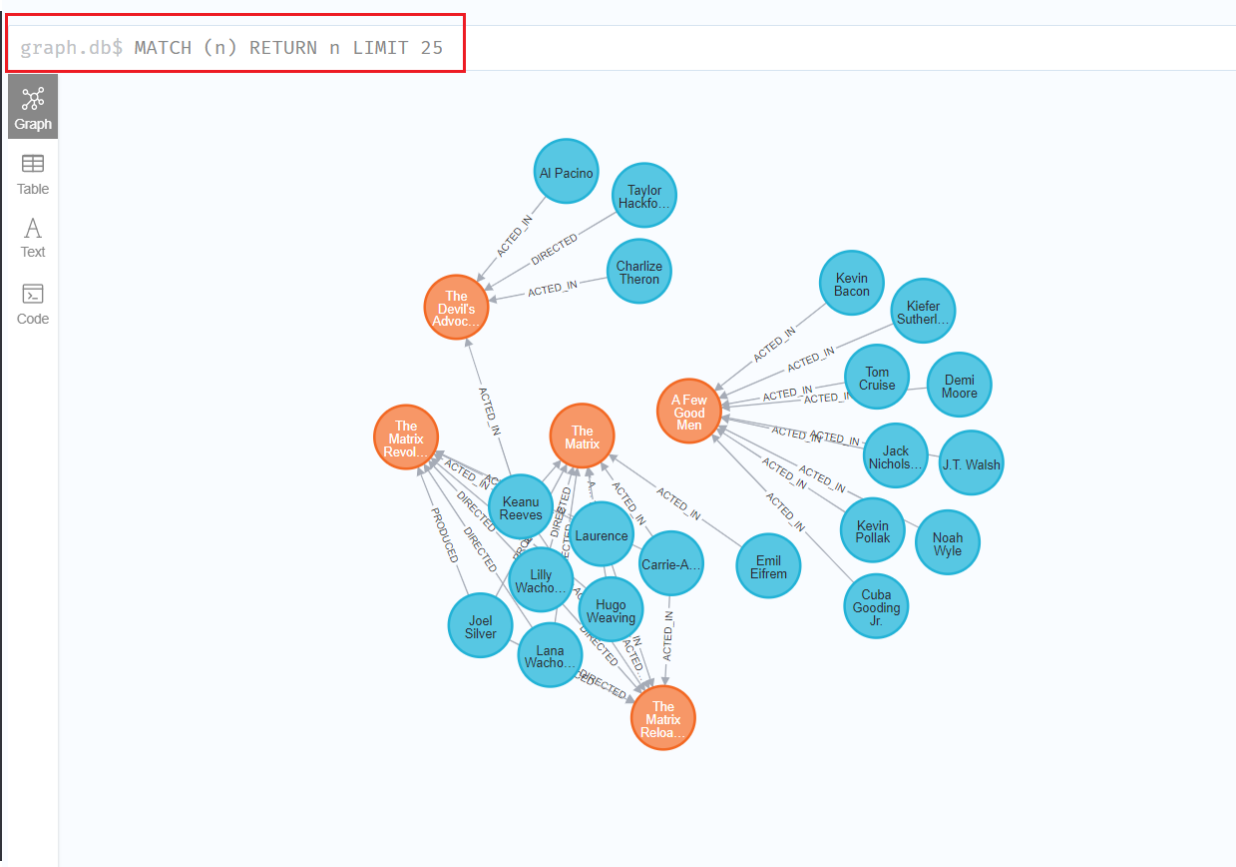 graph.db$ MATCH (n) RETURN n LIMIT 25
Graph
Table
Text
Code
Al Pacino
Taylor
Hackfo...
Charlize
Theron
ACTED_IN
DIRECTED
ACTED_IN
The
Devil's
Advoc...
ACTED_IN
Kevin
Bacon
Kiefer
Sutherl...
Tom
Cruise
Demi
Moore
A Few
Good
Men
Jack
Nichols...
J.T. Walsh
Kevin
Pollak
Noah
Wyle
Cuba
Gooding
Jr.
ACTED_IN
ACTED_IN
ACTED_IN
ACTED_IN
ACTED_IN
ACTED_IN
ACTED_IN
ACTED_IN
The
Matrix
Revol...
The
Matrix
Keanu
Reeves
Laurence
Carrie-A...
Emil
Eifrem
Lilly
Wacho...
Hugo
Weaving
Joel
Silver
Lana
Wacho...
The
Matrix
Reloa...
ACTED_IN
DIRECTED
PRODUCED
DIRECTED
DIRECTED
A...
ACTED_IN
ACTED_IN
ACTED_IN
DIRECTED
ACTED...
DIRECTED